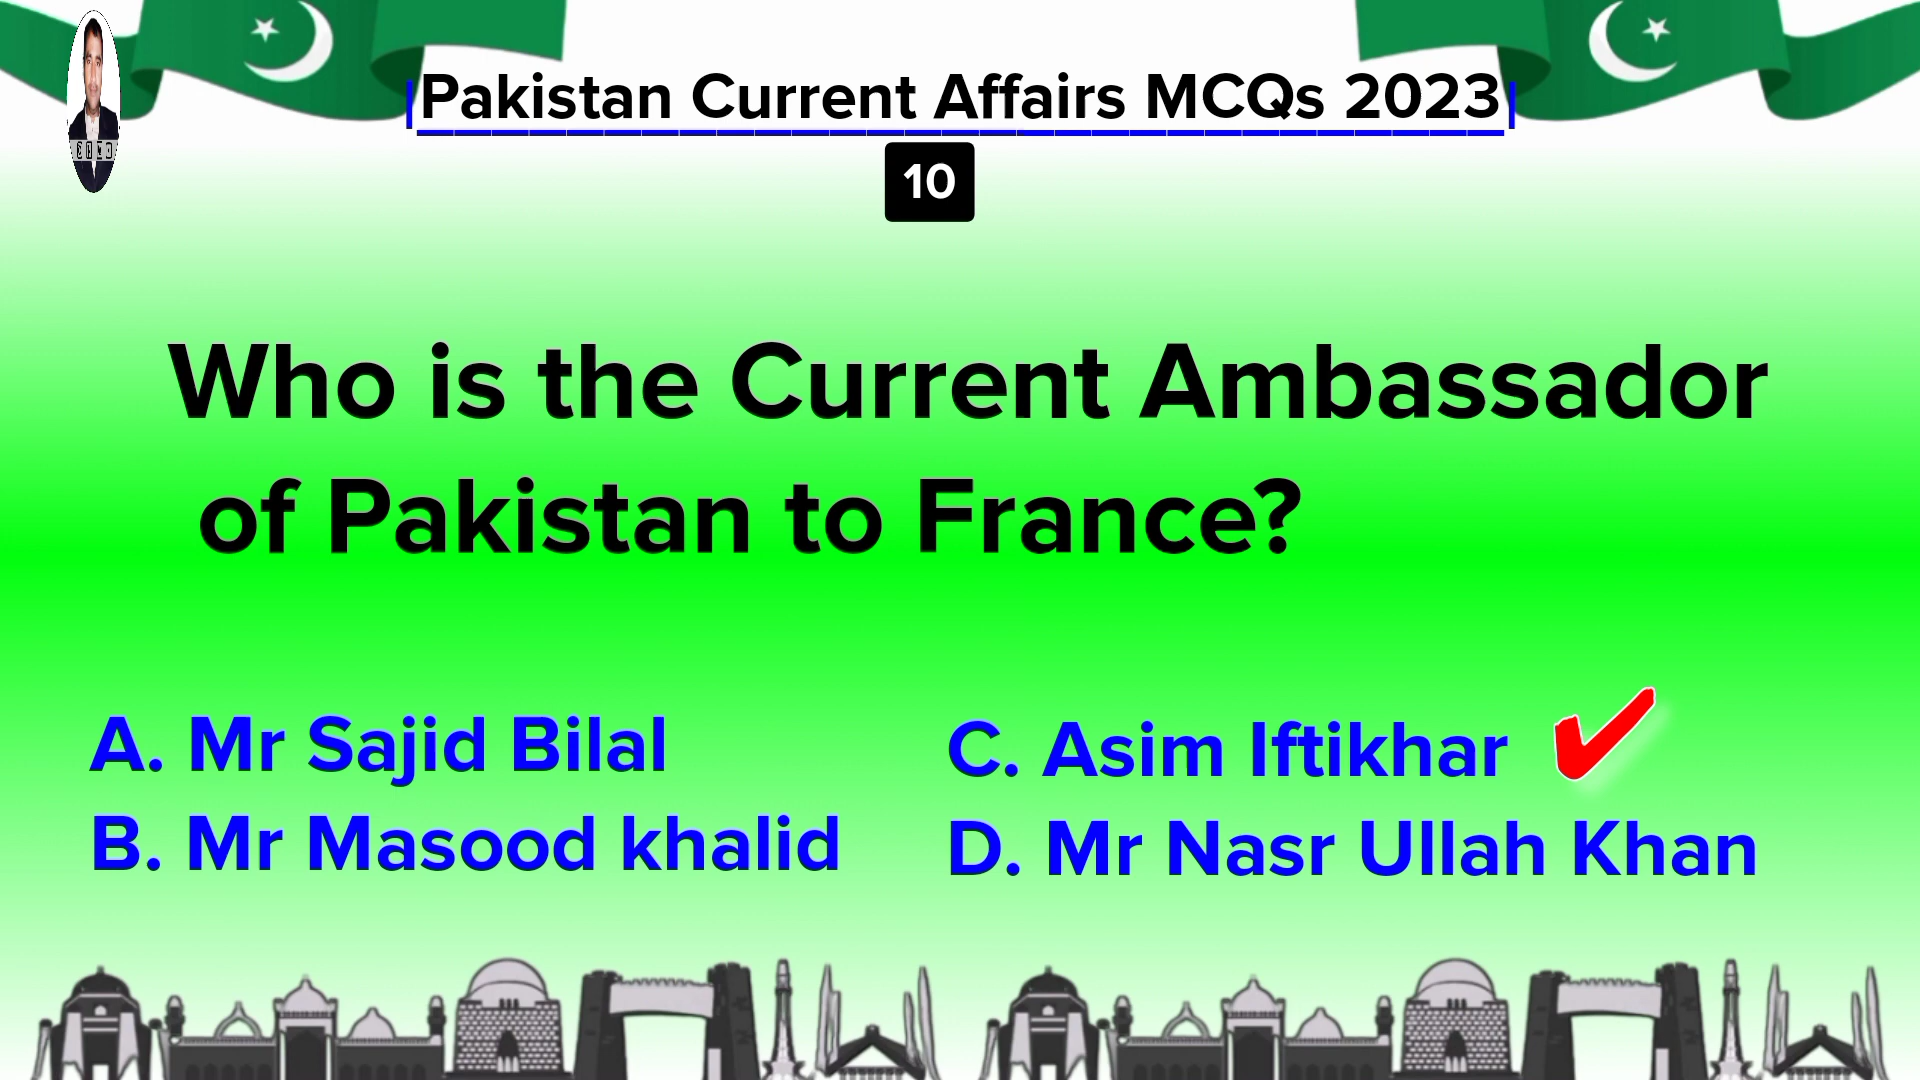 Pakistan Current Affairs MCQs 2023
10
Who is the Current Ambassador
of Pakistan to France?
A. Mr Sajid Bilal
B. Mr Masood khalid
C. Asim Iftikhar
D. Mr Nasr Ullah Khan